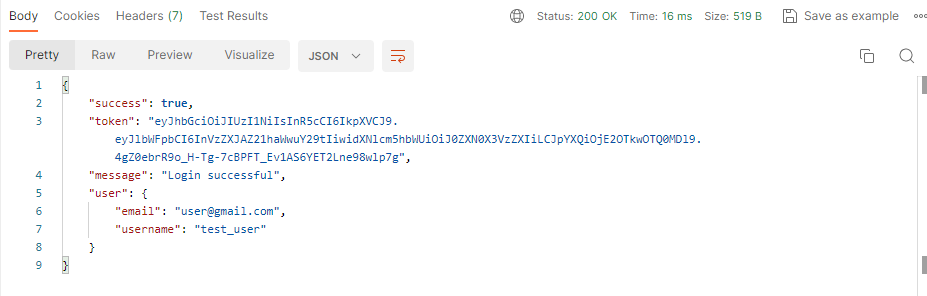 Body Cookies Headers (7) Test Results Status: 200 OK Time: 16 ms Size: 519 B Save as example
Pretty Raw Preview Visualize JSON
1 {
2 "success": true,
3 "token": "eyJhbGciOiJIUzI1NiIsInR5cCI6IkpXVCJ9.
eyJlbWFpbCI6InVzZXJAZ21haWwuY29tIiwidXNlcm5hbWUiOiJ0ZXN0X3VzZXIiLCJpYXQiOjE2OTkwOTQ0MDl9.
4gZ0ebrR9o_H-Tg-7cBPFT_Ev1AS6YET2Lne98wlp7g",
4 "message": "Login successful",
5 "user": {
6 "email": "user@gmail.com",
7 "username": "test_user"
8 }
9 }